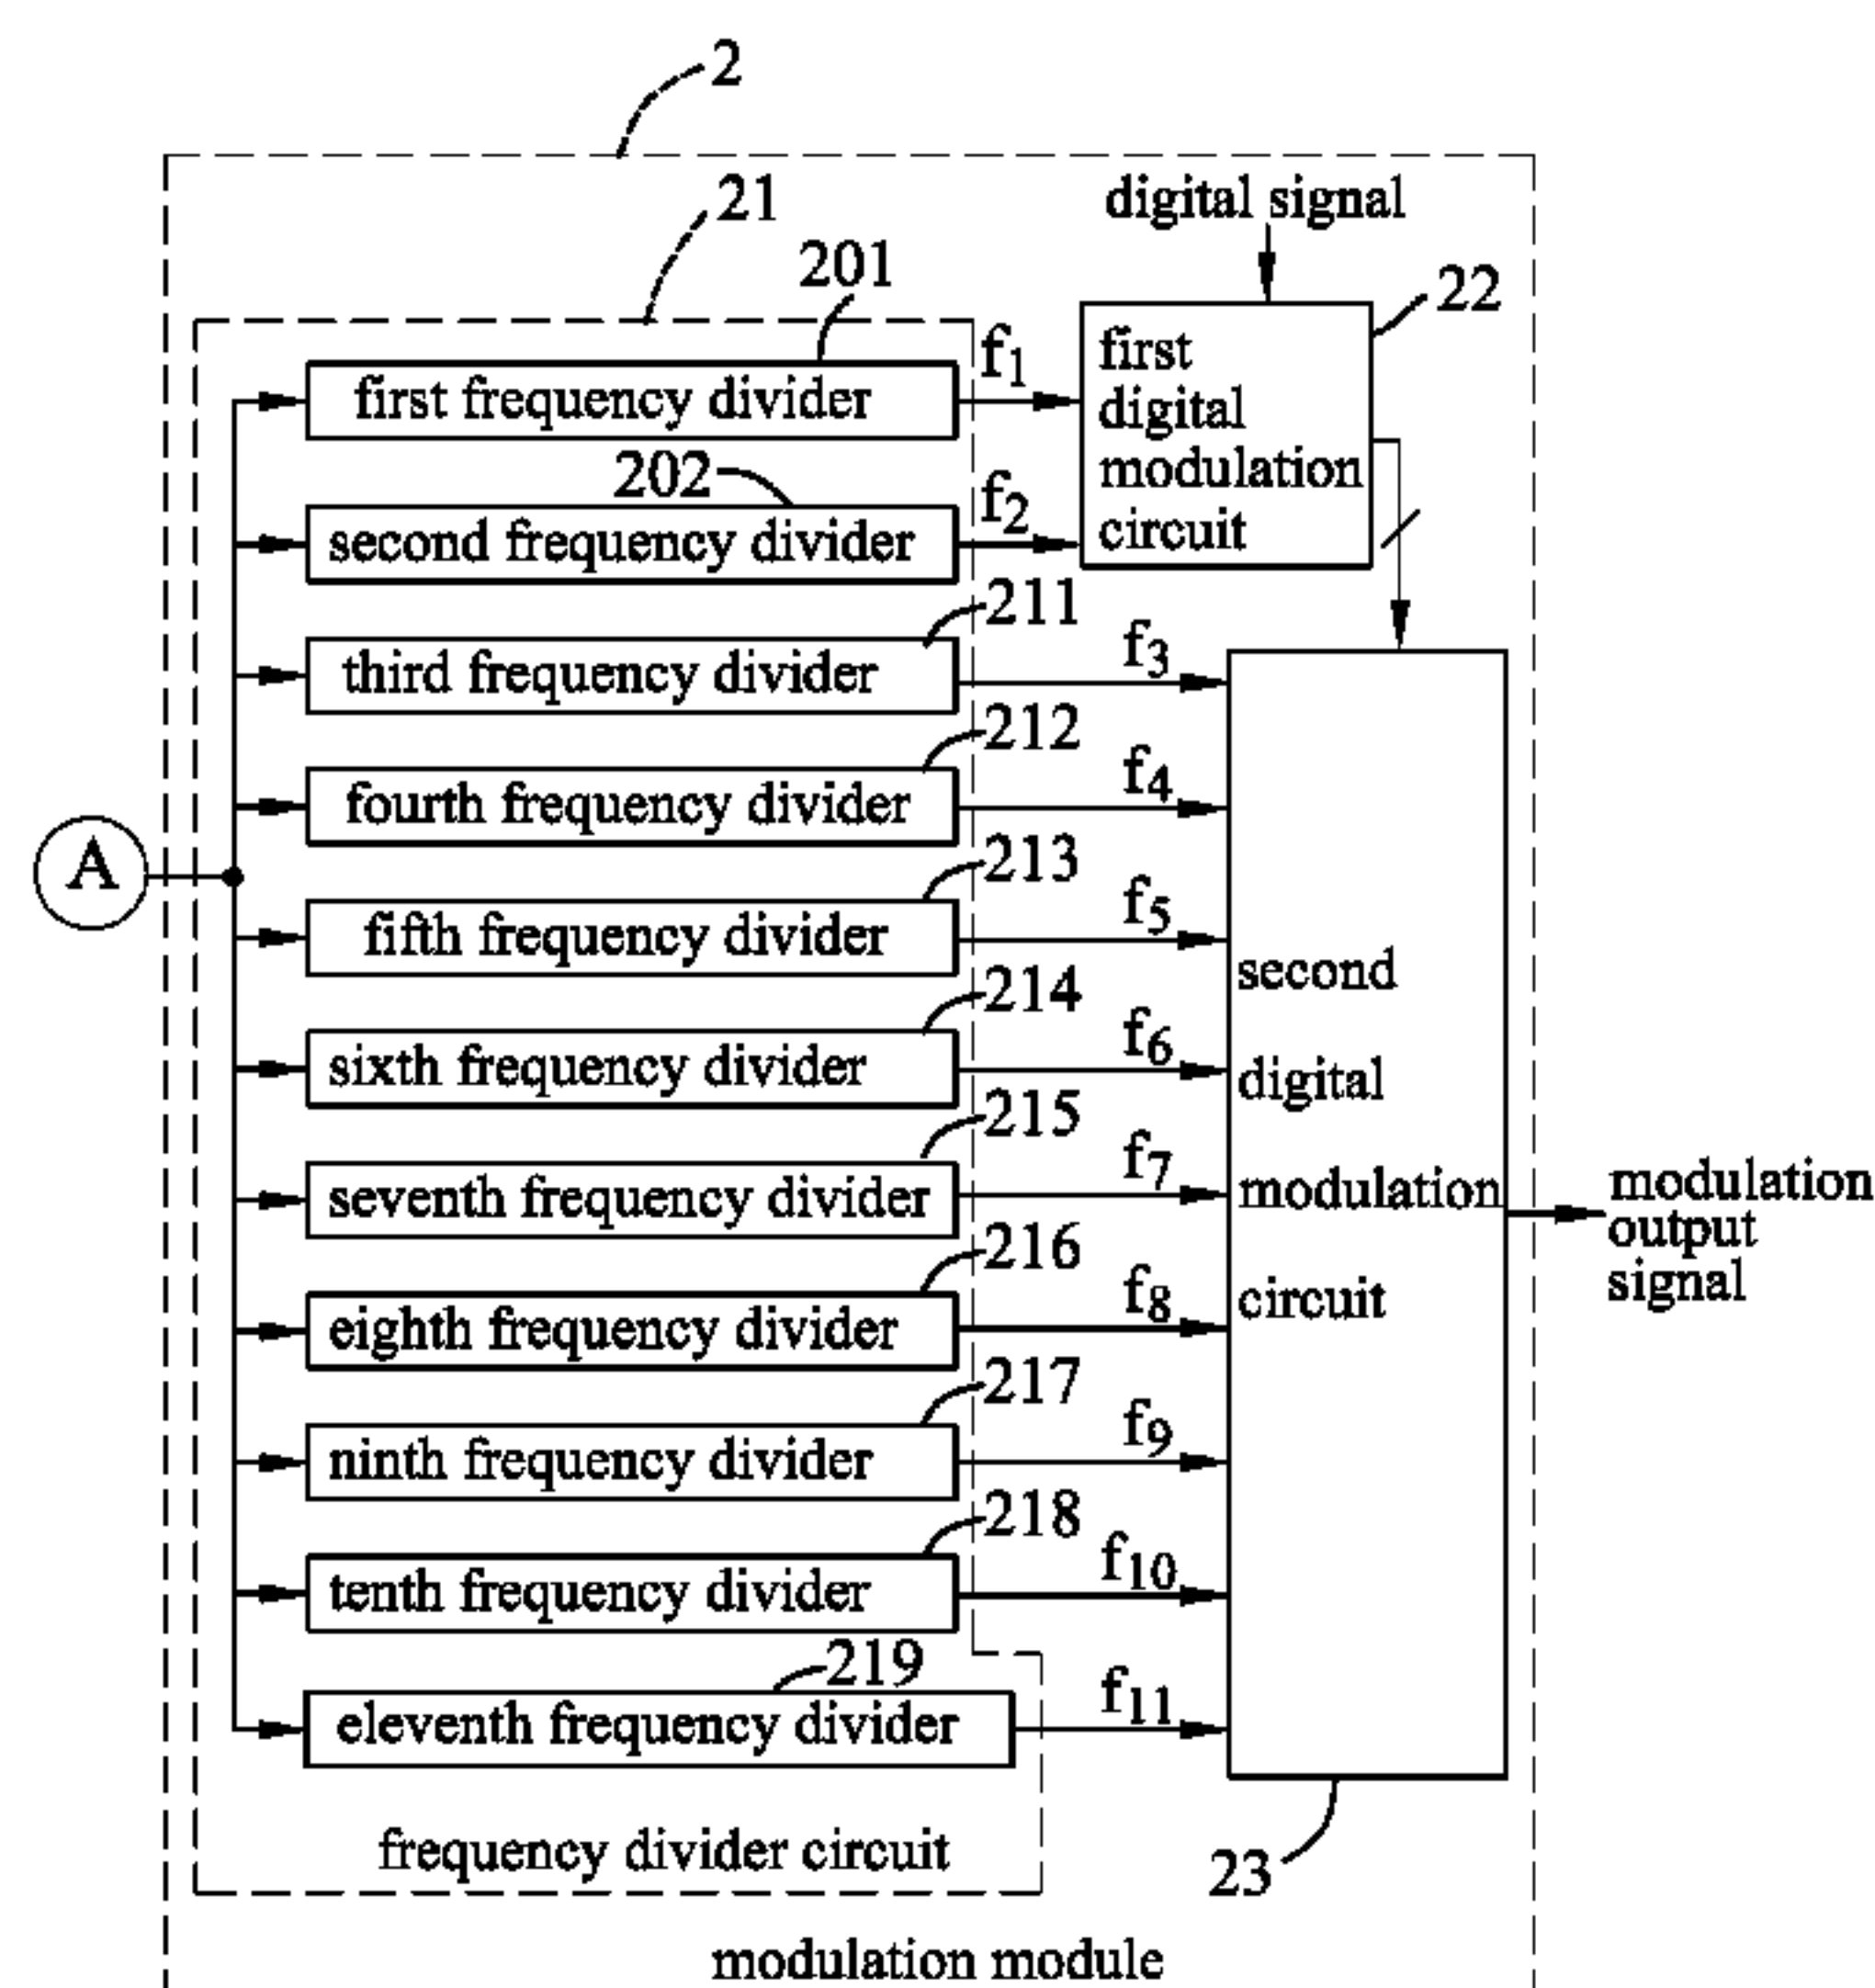 2
21
digital signal
201
22
first frequency divider
f1
first
digital
modulation
circuit
202
second frequency divider
f2
211
third frequency divider
f3
212
fourth frequency divider
f4
A
213
fifth frequency divider
f5
214
sixth frequency divider
f6
215
seventh frequency divider
f7
216
eighth frequency divider
f8
217
ninth frequency divider
f9
218
tenth frequency divider
f10
219
eleventh frequency divider
f11
second
digital
modulation
circuit
modulation
output
signal
frequency divider circuit
23
modulation module